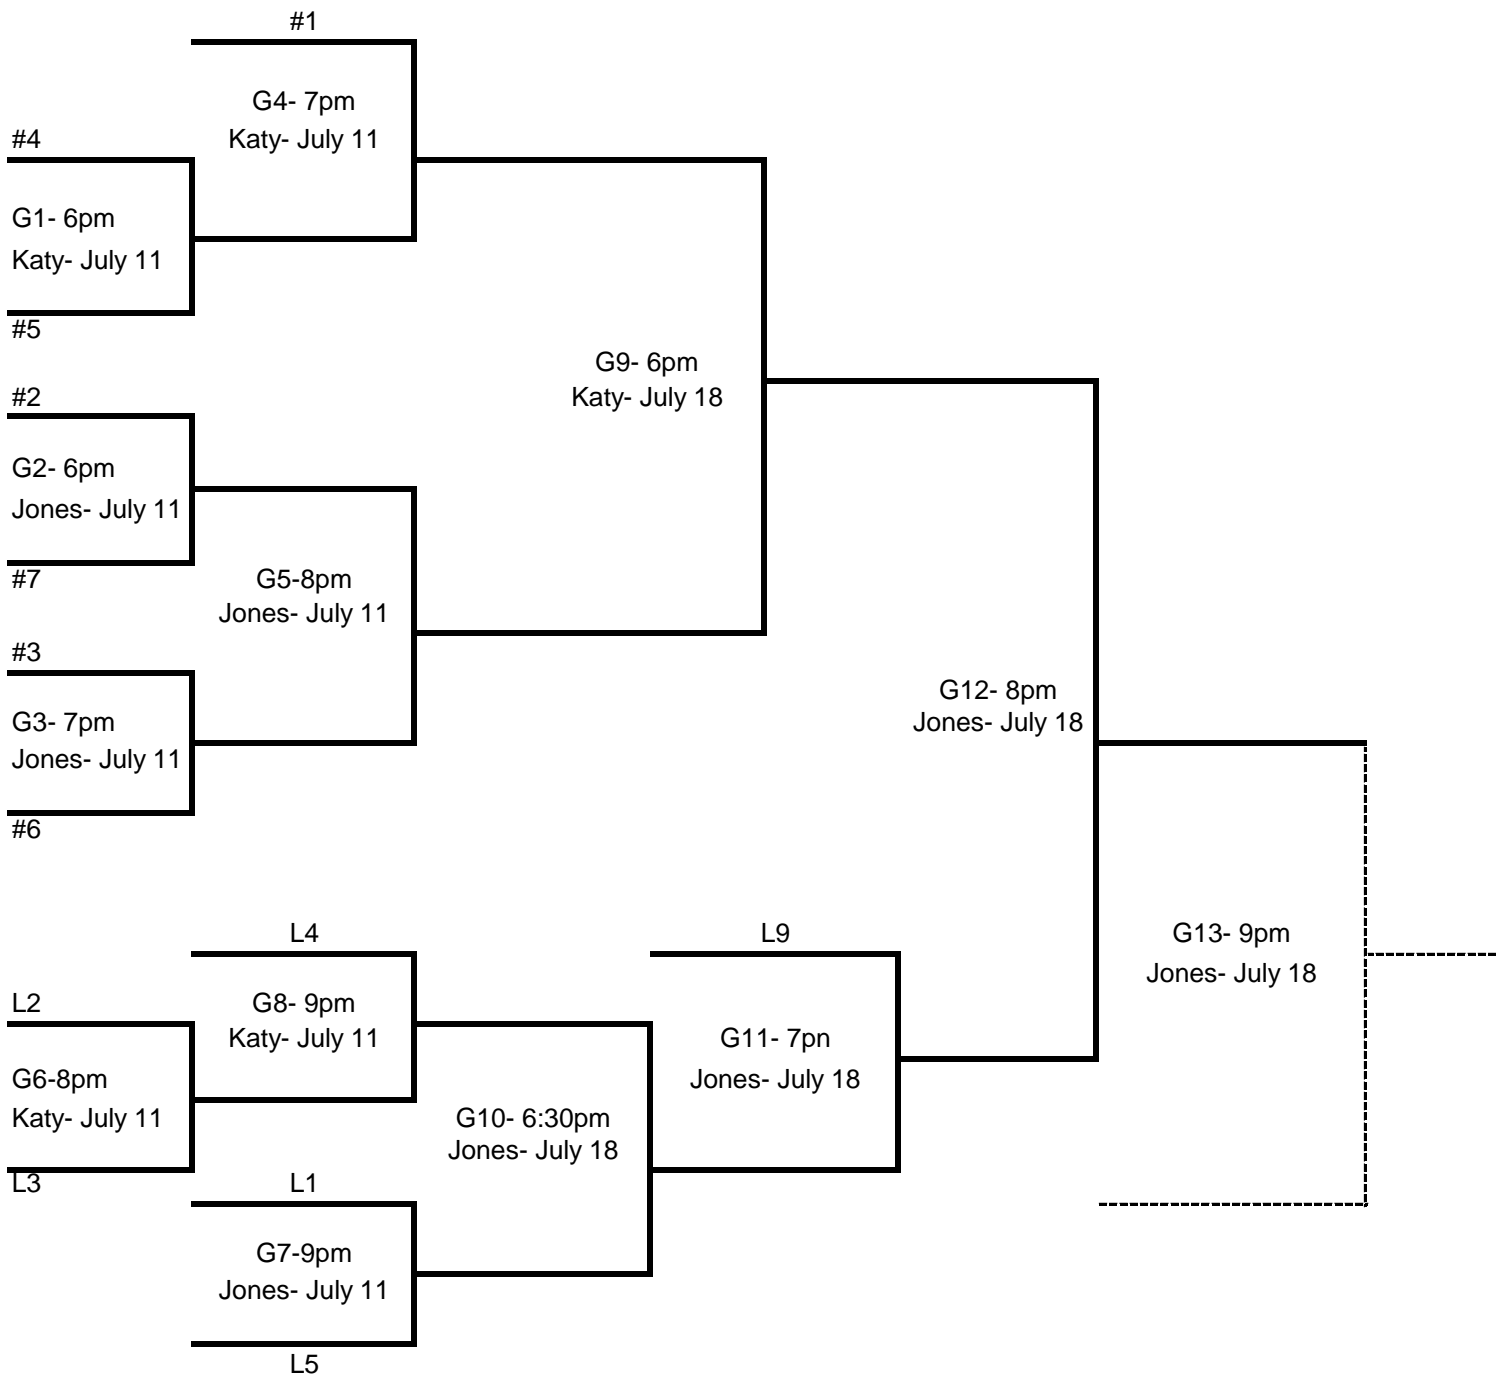 #1
G4- 7pm
Katy- July 11
#4
G1- 6pm
Katy- July 11
#5
#2
G2- 6pm
Jones- July 11
#7
G5-8pm
Jones- July 11
#3
G3- 7pm
Jones- July 11
#6
G9- 6pm
Katy- July 18
G12- 8pm
Jones- July 18
L4
G8- 9pm
Katy- July 11
L2
G6-8pm
Katy- July 11
L3
G10- 6:30pm
Jones- July 18
L1
G7-9pm
Jones- July 11
L5
L9
G11- 7pn
Jones- July 18
G13- 9pm
Jones- July 18